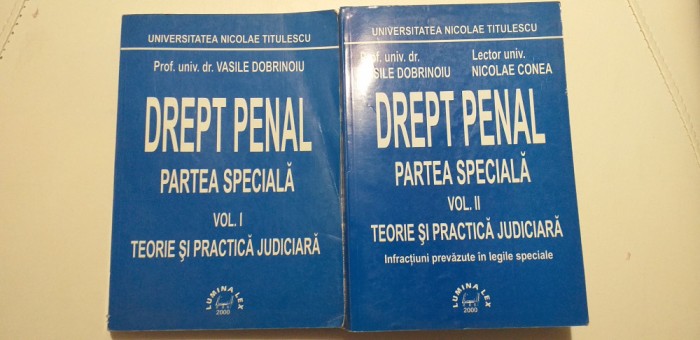 UNIVERSITATEA NICOLAE TITULESCU
Prof. univ. dr. VASILE DOBRINOIU
DREPT PENAL
PARTEA SPECIALĂ
VOL. I
TEORIE ŞI PRACTICĂ JUDICIARĂ
LUMINA LEX
2000
UNIVERSITATEA NICOLAE TITULESCU
Prof. univ. dr.
VASILE DOBRINOIU
Lector univ.
NICOLAE CONEA
DREPT PENAL
PARTEA SPECIALĂ
VOL. II
TEORIE ŞI PRACTICĂ JUDICIARĂ
Infracţiuni prevăzute în legile speciale
LUMINA LEX
2000